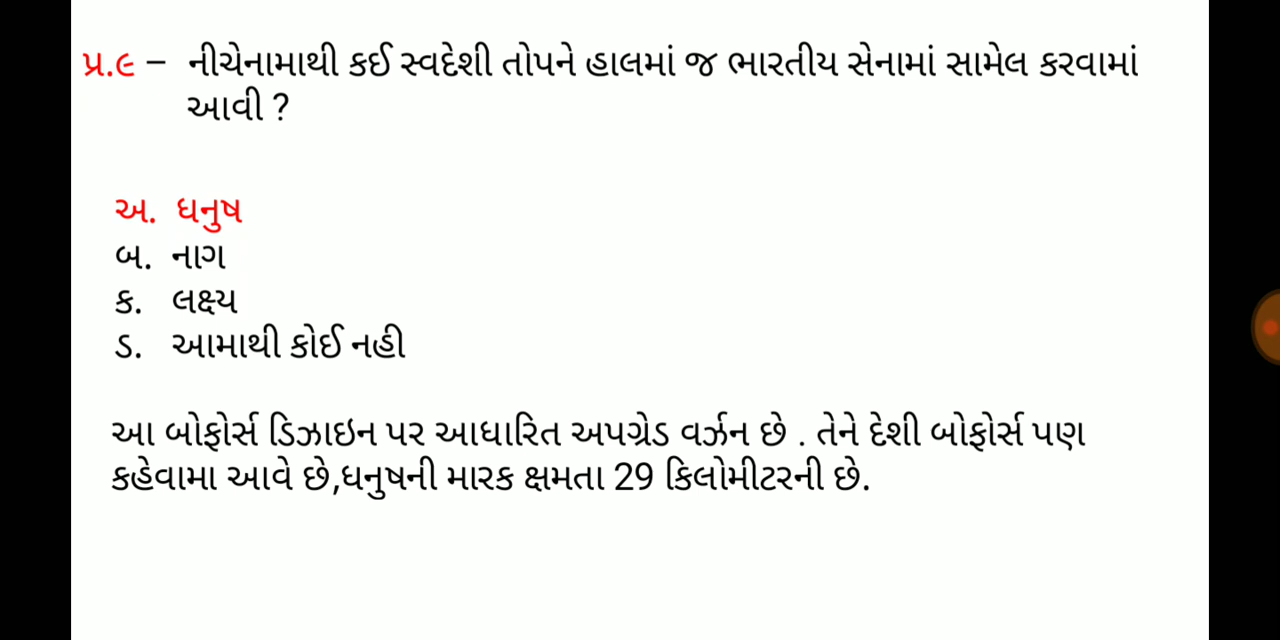 પ્ર.૯ – નીચેનામાથી કઈ સ્વદેશી તોપને હાલમાં જ ભારતીય સેનામાં સામેલ કરવામાં
આવી ?
અ. ધનુષ
બ. નાગ
ક. લક્ષ્ય
ડ. આમાથી કોઈ નહી
આ બોફોર્સ ડિઝાઇન પર આધારિત અપગ્રેડ વર્ઝન છે . તેને દેશી બોફોર્સ પણ
કહેવામા આવે છે,ધનુષની મારક ક્ષમતા 29 કિલોમીટરની છે.